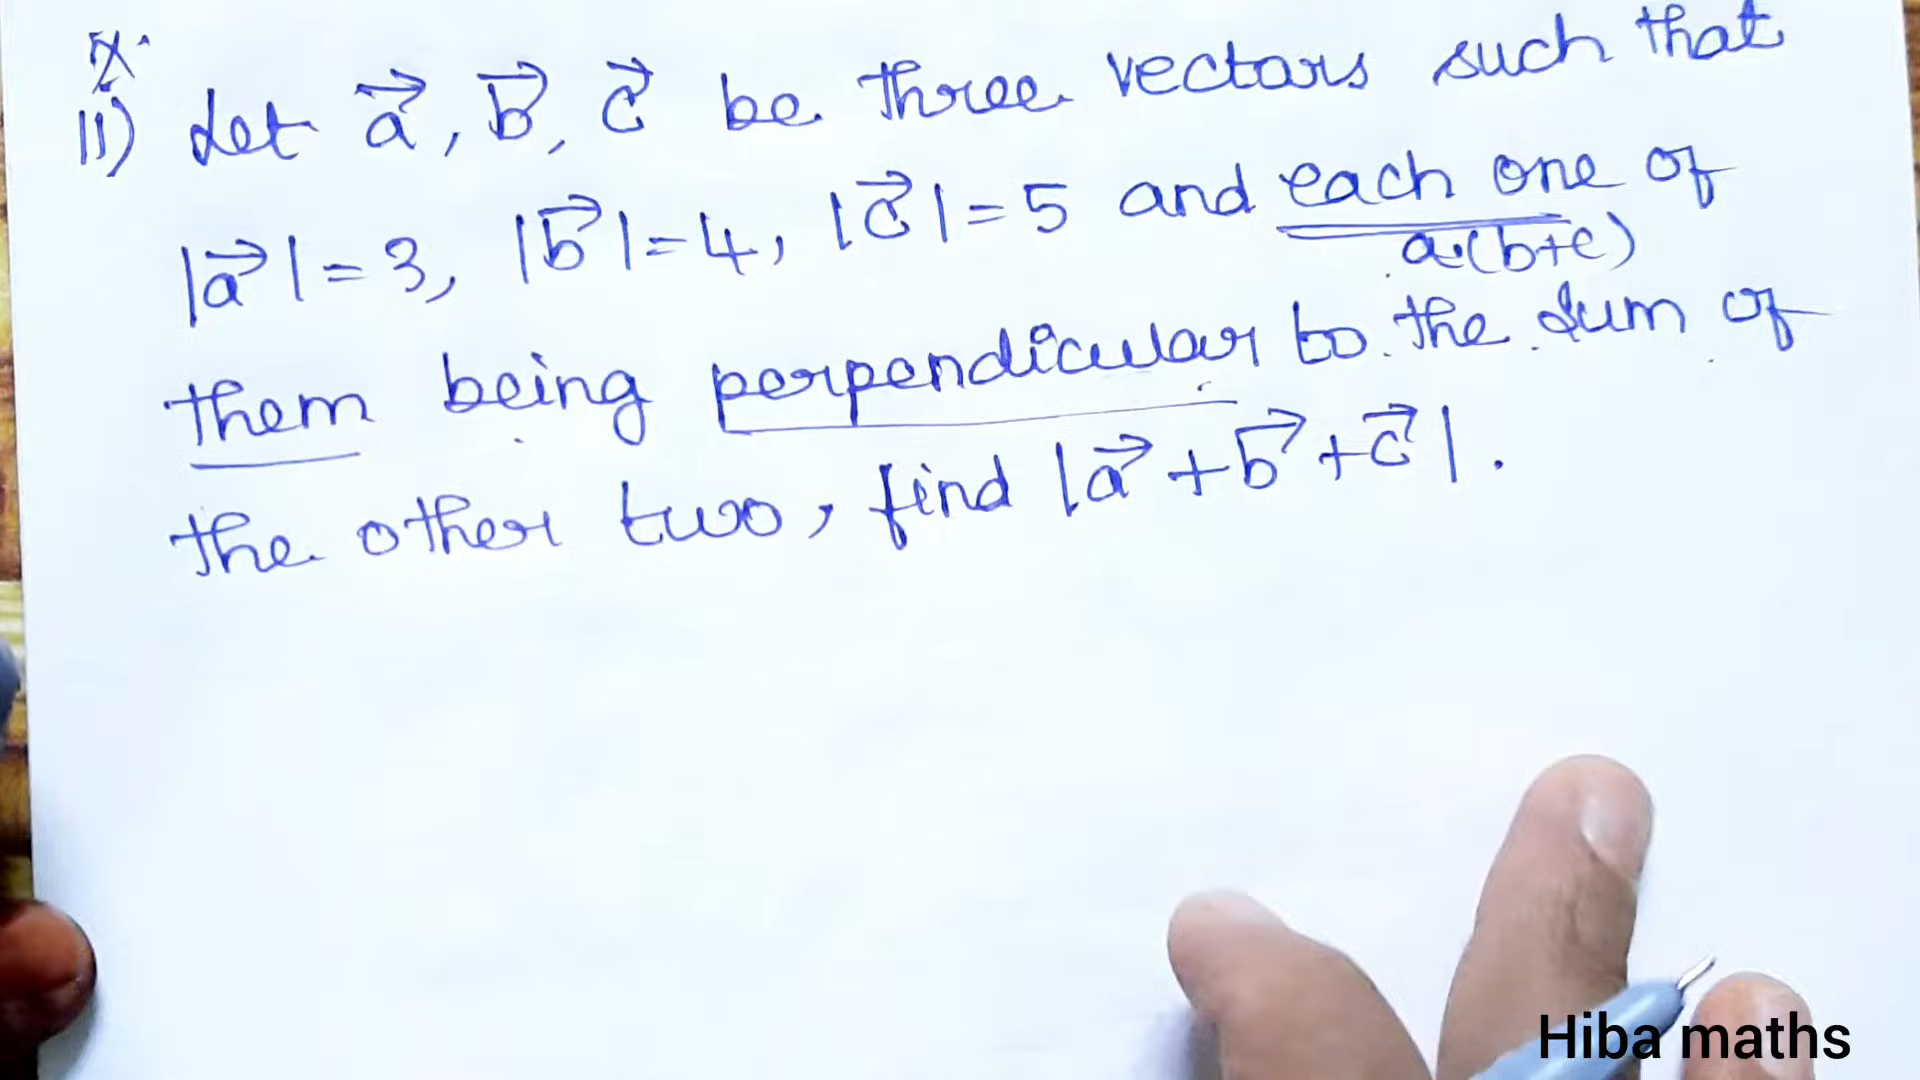 11) Let a⃗, b⃗, c⃗ be three vectors such that
|a⃗| = 3, |b⃗| = 4, |c⃗| = 5 and each one of
a·(b+c)
them being perpendicular to the sum of
the other two, find |a⃗ + b⃗ + c⃗|.
Hiba maths